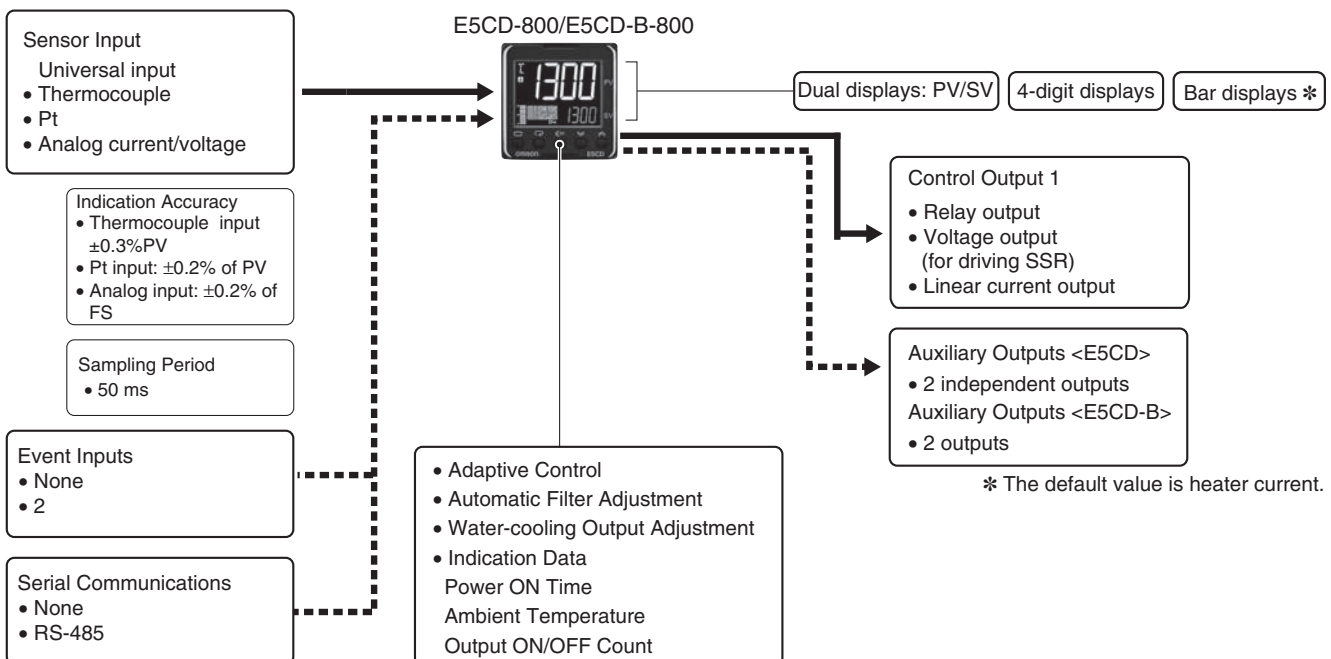 E5CD-800/E5CD-B-800
Sensor Input
Universal input
• Thermocouple
• Pt
• Analog current/voltage
Indication Accuracy
• Thermocouple input
±0.3%PV
• Pt input: ±0.2% of PV
• Analog input: ±0.2% of
FS
Sampling Period
• 50 ms
Event Inputs
• None
• 2
Serial Communications
• None
• RS-485
1300
PV
1300
SV
OMRON
E5CD
• Adaptive Control
• Automatic Filter Adjustment
• Water-cooling Output Adjustment
• Indication Data
Power ON Time
Ambient Temperature
Output ON/OFF Count
Dual displays: PV/SV
4-digit displays
Bar displays ✻
Control Output 1
• Relay output
• Voltage output
(for driving SSR)
• Linear current output
Auxiliary Outputs <E5CD>
• 2 independent outputs
Auxiliary Outputs <E5CD-B>
• 2 outputs
✻ The default value is heater current.